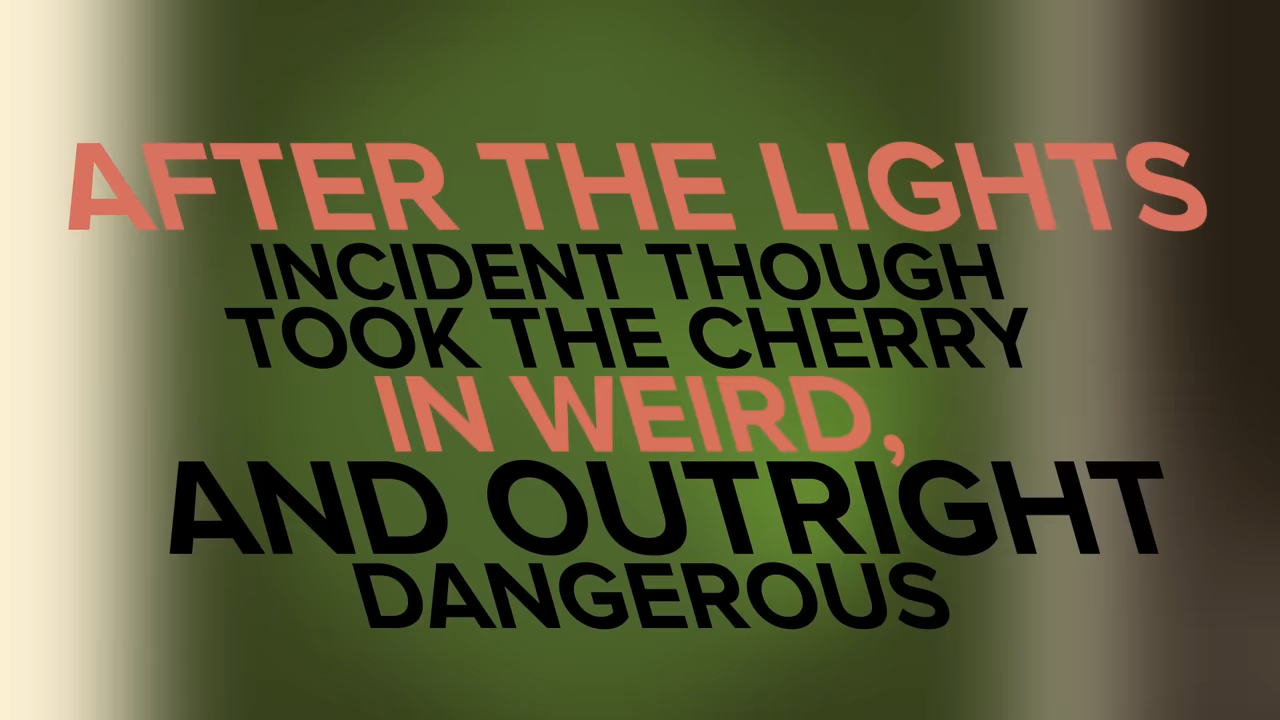 AFTER THE LIGHTS
INCIDENT THOUGH
TOOK THE CHERRY
IN WEIRD,
AND OUTRIGHT
DANGEROUS